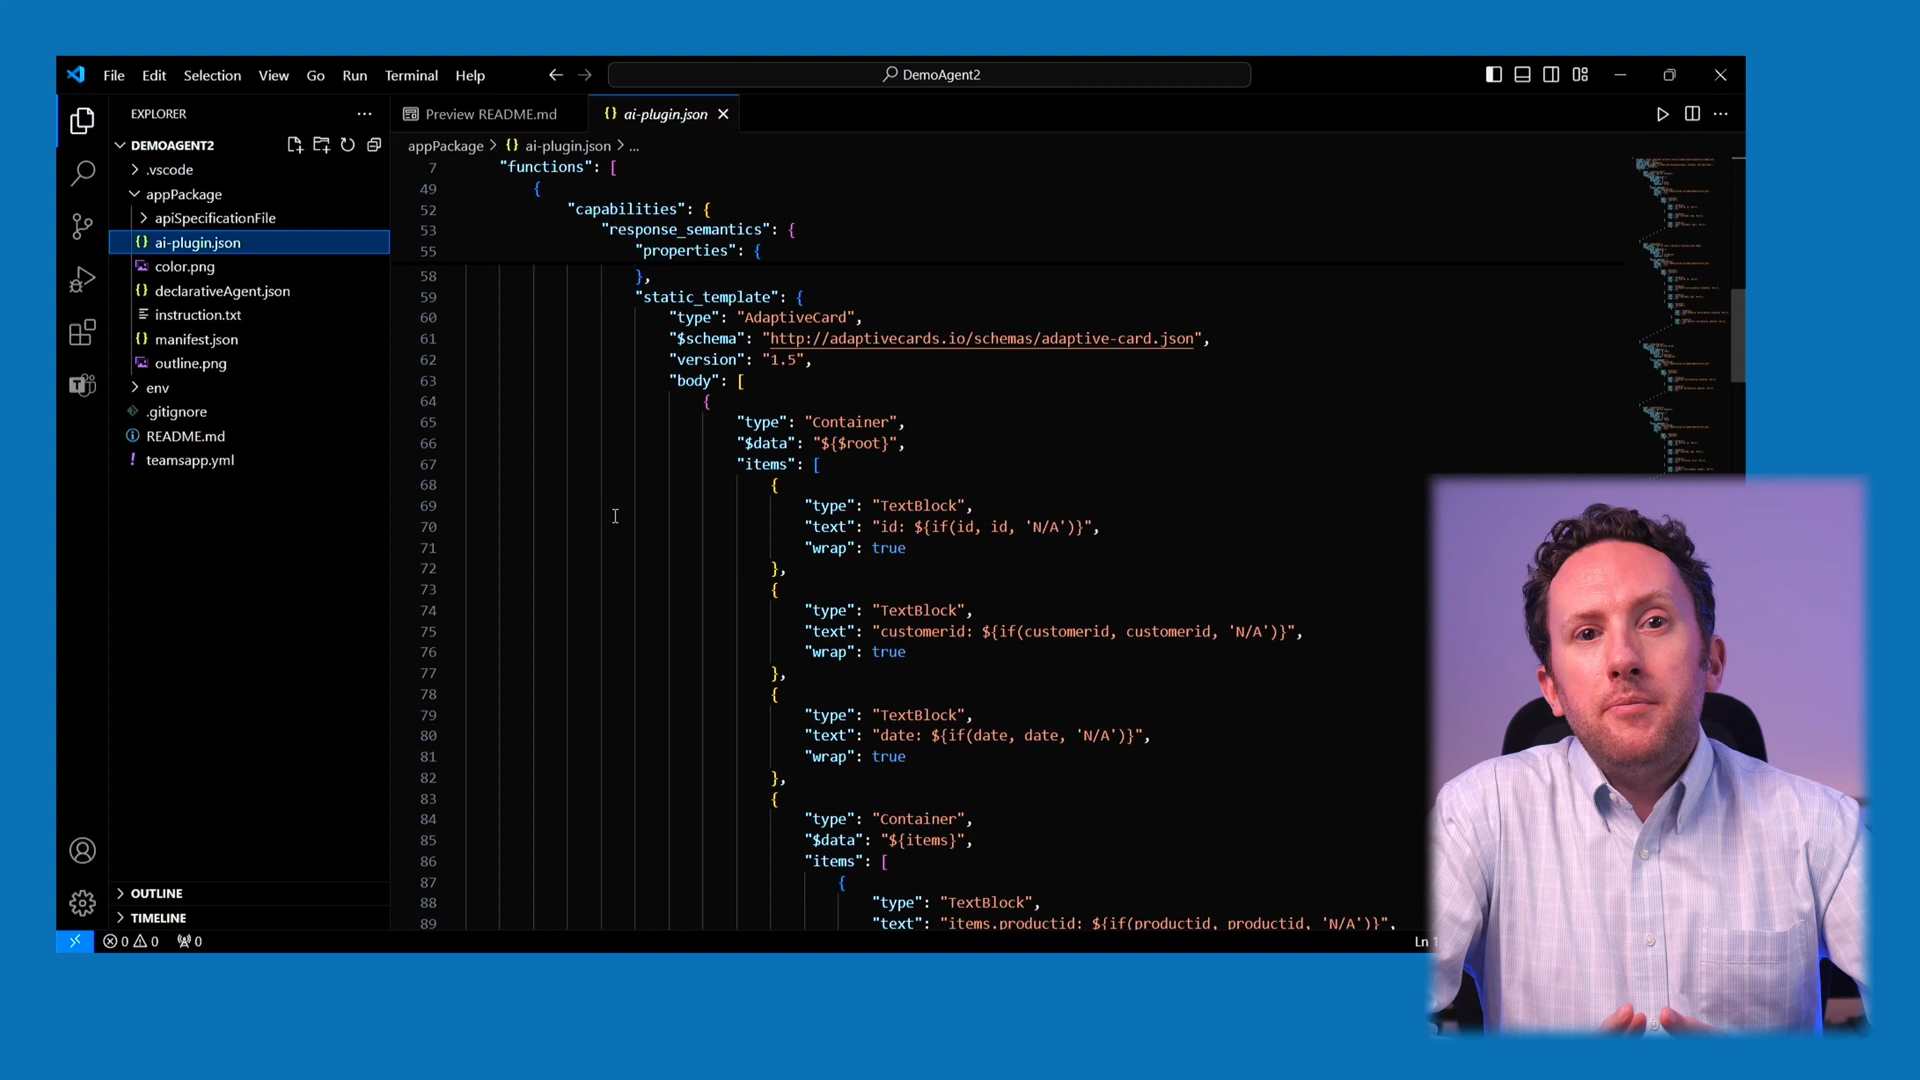 File Edit Selection View Go Run Terminal Help
DemoAgent2
EXPLORER
DEMOAGENT2
.vscode
appPackage
apiSpecificationFile
ai-plugin.json
color.png
declarativeAgent.json
instruction.txt
manifest.json
outline.png
env
.gitignore
README.md
teamsapp.yml
OUTLINE
TIMELINE
Preview README.md
ai-plugin.json
appPackage > {} ai-plugin.json > ...
7 "functions": [
49 {
52 "capabilities": {
53 "response_semantics": {
55 "properties": {
58 },
59 "static_template": {
60 "type": "AdaptiveCard",
61 "$schema": "http://adaptivecards.io/schemas/adaptive-card.json",
62 "version": "1.5",
63 "body": [
64 {
65 "type": "Container",
66 "$data": "${$root}",
67 "items": [
68 {
69 "type": "TextBlock",
70 "text": "id: ${if(id, id, 'N/A')}",
71 "wrap": true
72 },
73 {
74 "type": "TextBlock",
75 "text": "customerid: ${if(customerid, customerid, 'N/A')}",
76 "wrap": true
77 },
78 {
79 "type": "TextBlock",
80 "text": "date: ${if(date, date, 'N/A')}",
81 "wrap": true
82 },
83 {
84 "type": "Container",
85 "$data": "${items}",
86 "items": [
87 {
88 "type": "TextBlock",
89 "text": "items.productid: ${if(productid, productid, 'N/A')}",
0 0 0
Ln 1